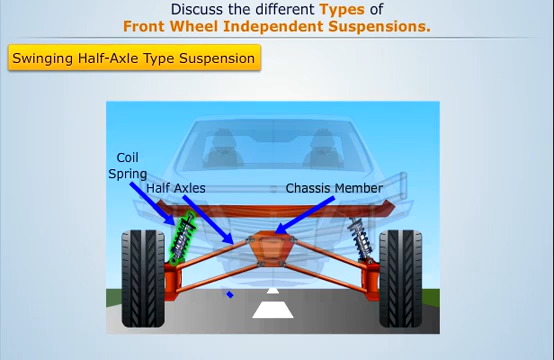 Discuss the different Types of
Front Wheel Independent Suspensions.
Swinging Half-Axle Type Suspension
Coil
Spring
Half Axles
Chassis Member